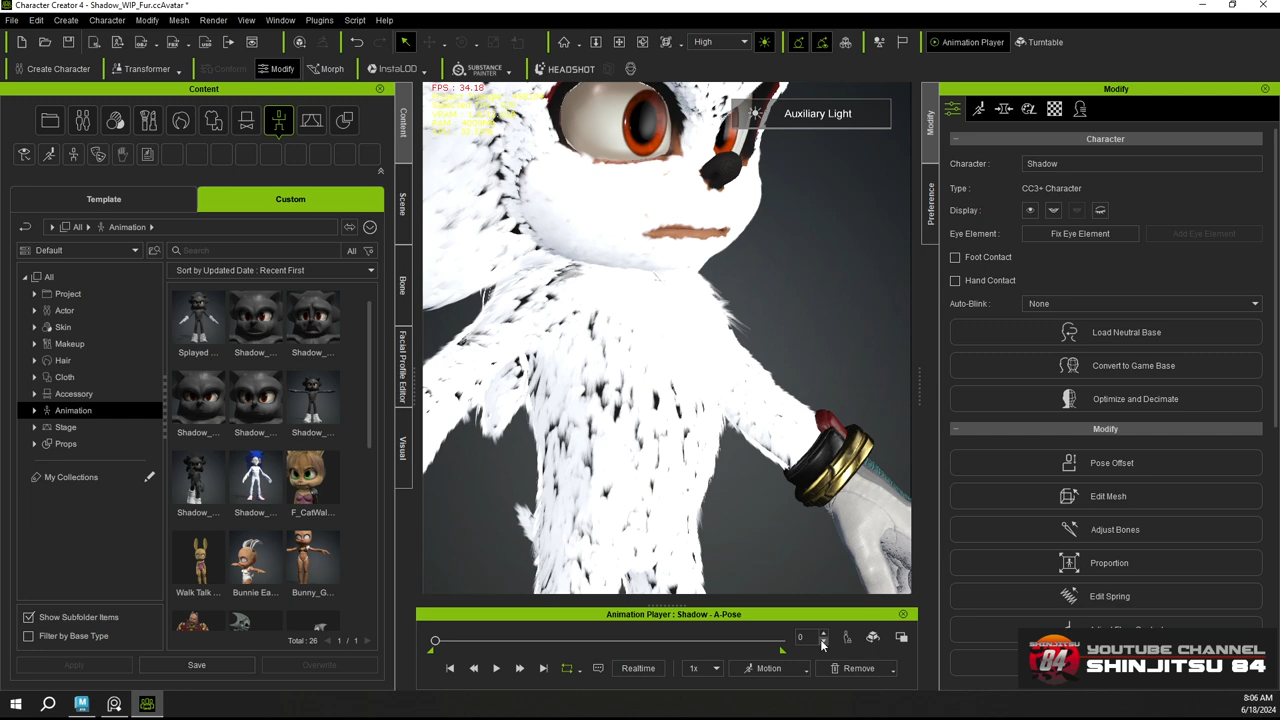 Character Creator 4 - Shadow_WIP_Fur.ccAvatar *
File Edit Create Character Modify Mesh Render View Window Plugins Script Help
High
Animation Player
Turntable
Create Character
Transformer
Conform
Modify
Morph
InstaLOD
SUBSTANCE PAINTER
HEADSHOT
Content
Template
Custom
All
Animation
Default
Search
All
Sort by Updated Date : Recent First
All
Project
Actor
Skin
Makeup
Hair
Cloth
Accessory
Animation
Stage
Props
My Collections
Splayed ...
Shadow_...
Shadow_...
Shadow_...
Shadow_...
Shadow_...
Shadow_...
Shadow_...
F_CatWal...
Walk Talk ...
Bunnie Ea...
Bunny_G...
Show Subfolder Items
Filter by Base Type
Total : 26
1 / 1
Apply
Save
Overwrite
Content
Scene
Bone
Facial Profile Editor
Visual
FPS : 34.18
Auxiliary Light
Animation Player : Shadow - A-Pose
0
Realtime
1x
Motion
Remove
Modify
Preference
Modify
Character
Character :
Shadow
Type :
CC3+ Character
Display :
Eye Element :
Fix Eye Element
Add Eye Element
Foot Contact
Hand Contact
Auto-Blink :
None
Load Neutral Base
Convert to Game Base
Optimize and Decimate
Modify
Pose Offset
Edit Mesh
Adjust Bones
Proportion
Edit Spring
84
YOUTUBE CHANNEL
SHINJITSU 84
8:06 AM
6/18/2024